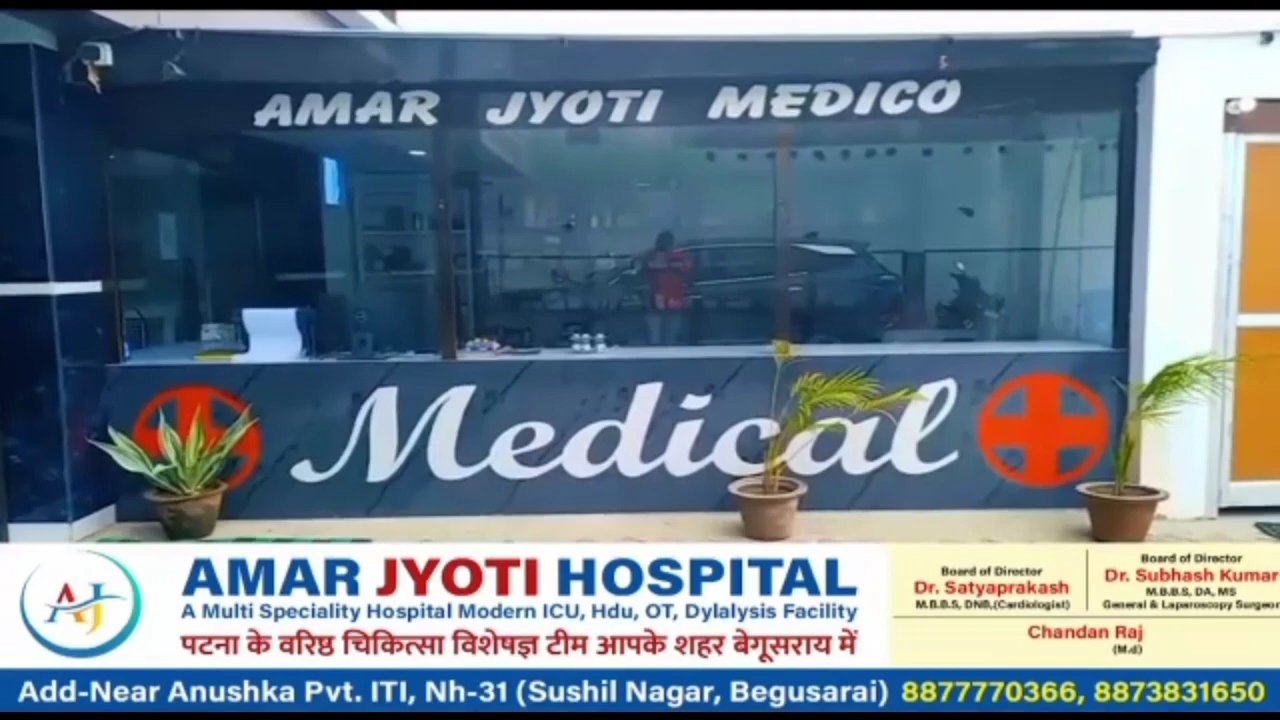 AMAR JYOTI MEDICO
Medical
AJ
AMAR JYOTI HOSPITAL
A Multi Speciality Hospital Modern ICU, Hdu, OT, Dylalysis Facility
पटना के वरिष्ठ चिकित्सा विशेषज्ञ टीम आपके शहर बेगूसराय में
Board of Director
Dr. Satyaprakash
M.B.B.S, DNB,(Cardiologist)
Board of Director
Dr. Subhash Kumar
M.B.B.S, DA, MS
General & Laparoscopy Surgeon
Chandan Raj
(M.d)
Add-Near Anushka Pvt. ITI, Nh-31 (Sushil Nagar, Begusarai) 8877770366, 8873831650